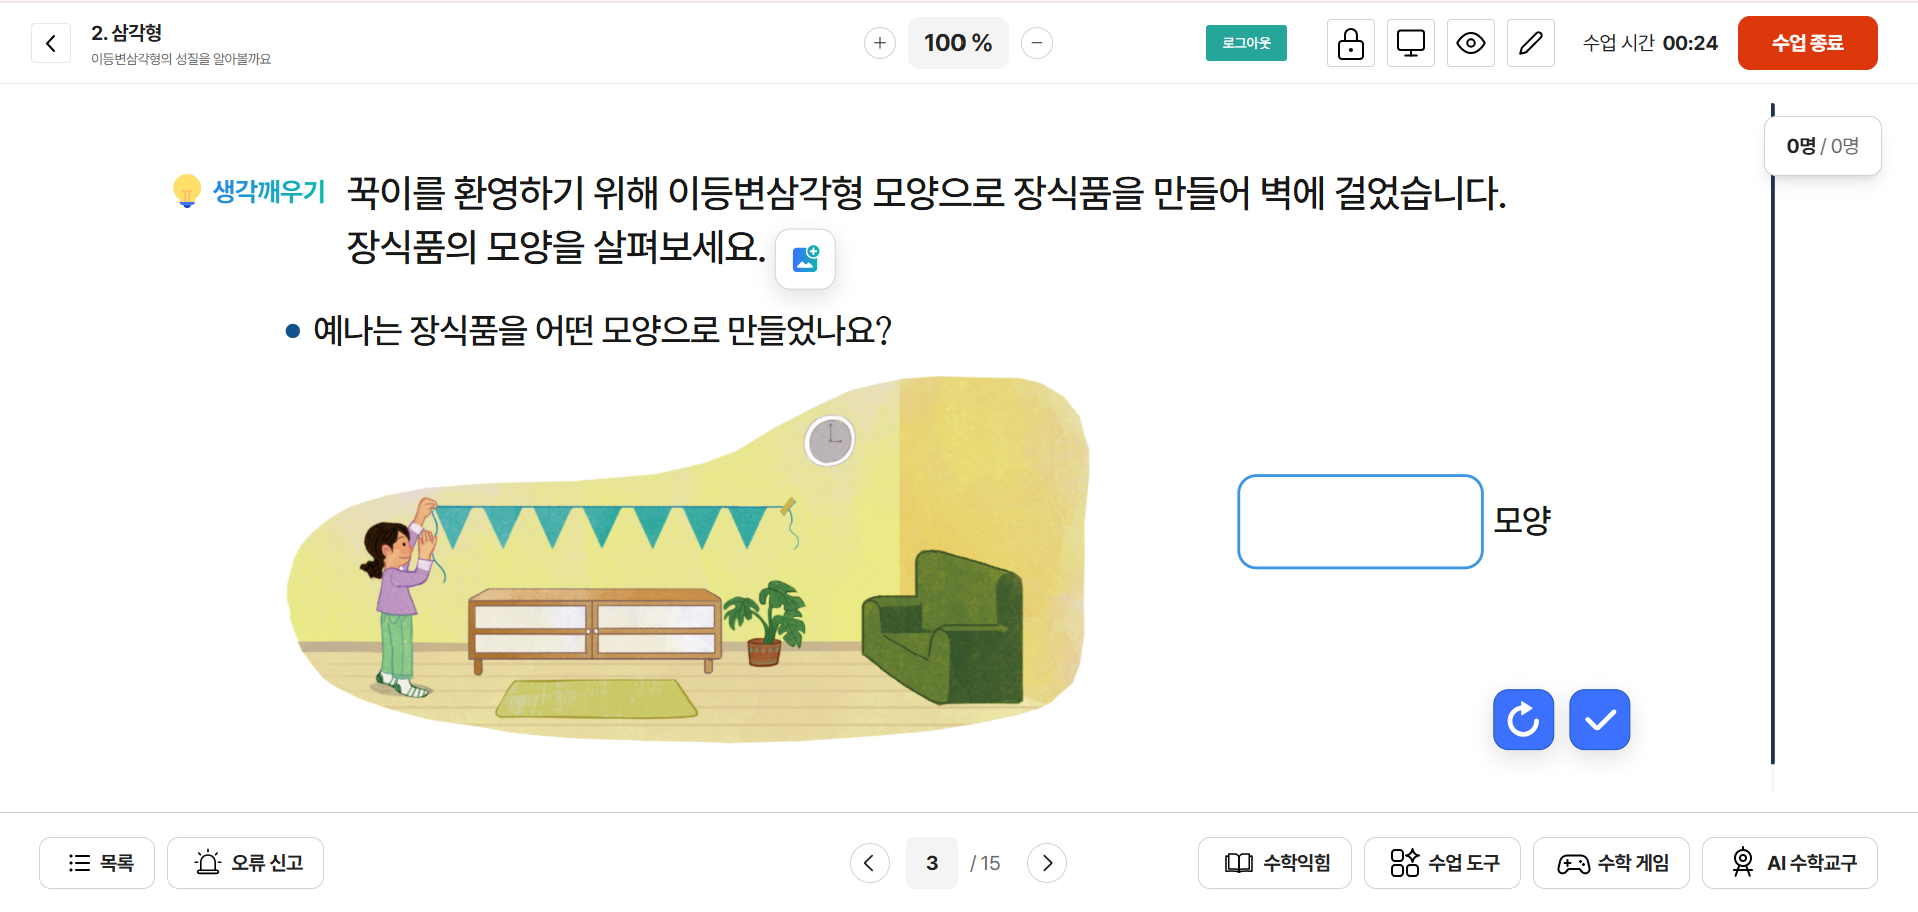 2. 삼각형
이등변삼각형의 성질을 알아볼까요
100 %
로그아웃
수업 시간 00:24
수업 종료
0명 / 0명
생각깨우기 꾹이를 환영하기 위해 이등변삼각형 모양으로 장식품을 만들어 벽에 걸었습니다.
장식품의 모양을 살펴보세요.
예나는 장식품을 어떤 모양으로 만들었나요?
모양
목록
오류 신고
3 / 15
수학익힘
수업 도구
수학 게임
AI 수학교구